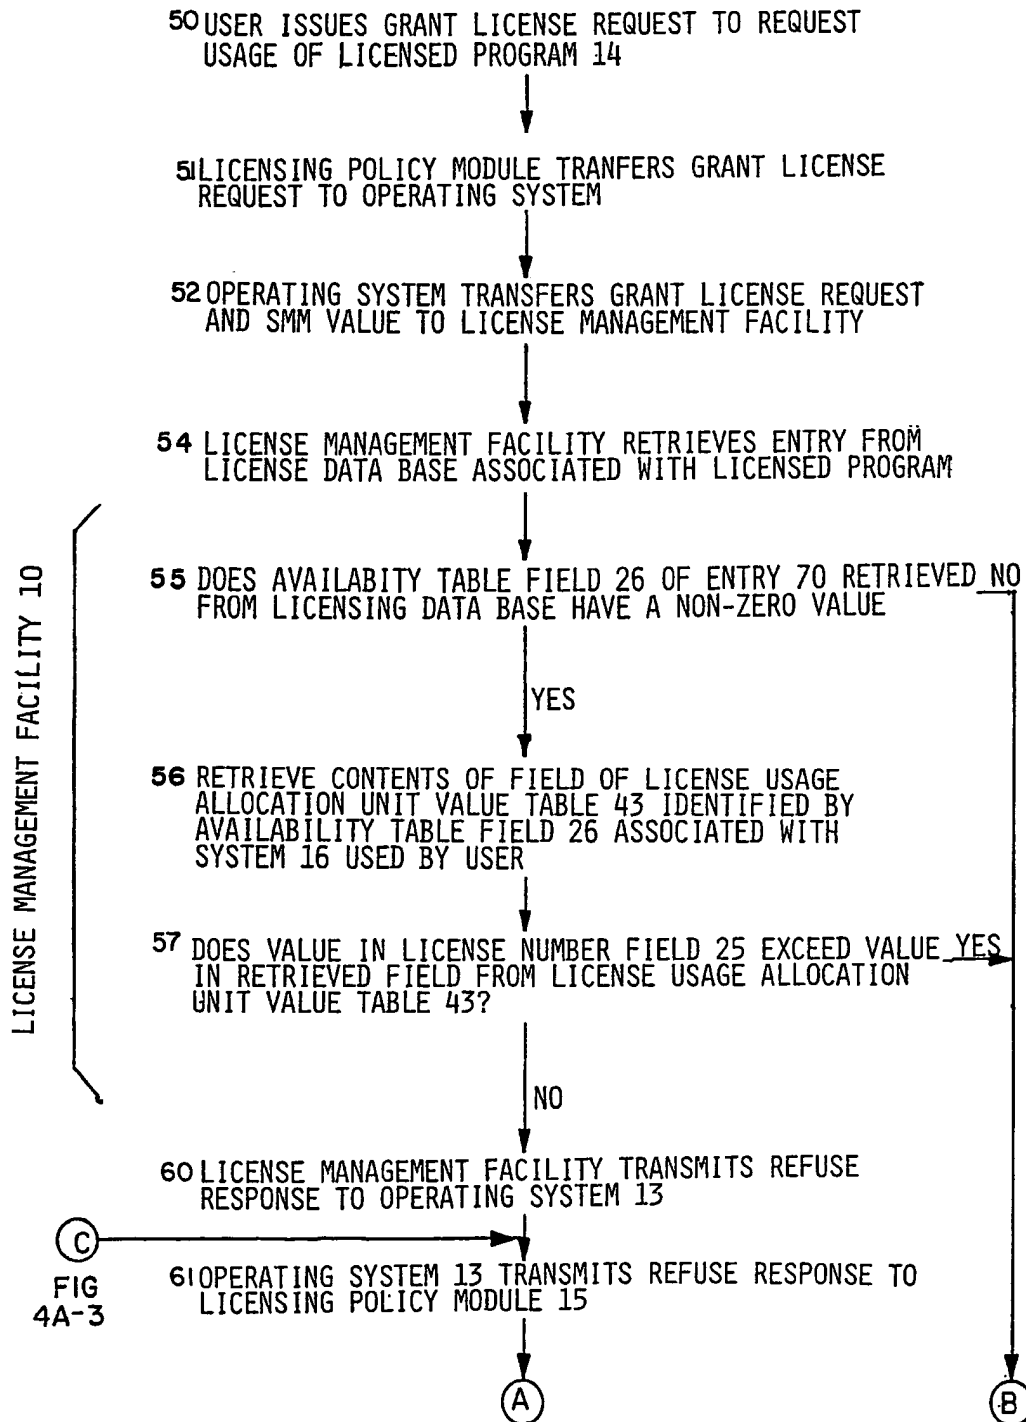 50 USER ISSUES GRANT LICENSE REQUEST TO REQUEST
USAGE OF LICENSED PROGRAM 14
51 LICENSING POLICY MODULE TRANFERS GRANT LICENSE
REQUEST TO OPERATING SYSTEM
52 OPERATING SYSTEM TRANSFERS GRANT LICENSE REQUEST
AND SMM VALUE TO LICENSE MANAGEMENT FACILITY
54 LICENSE MANAGEMENT FACILITY RETRIEVES ENTRY FROM
LICENSE DATA BASE ASSOCIATED WITH LICENSED PROGRAM
LICENSE MANAGEMENT FACILITY 10
55 DOES AVAILABITY TABLE FIELD 26 OF ENTRY 70 RETRIEVED NO
FROM LICENSING DATA BASE HAVE A NON-ZERO VALUE
YES
56 RETRIEVE CONTENTS OF FIELD OF LICENSE USAGE
ALLOCATION UNIT VALUE TABLE 43 IDENTIFIED BY
AVAILABILITY TABLE FIELD 26 ASSOCIATED WITH
SYSTEM 16 USED BY USER
57 DOES VALUE IN LICENSE NUMBER FIELD 25 EXCEED VALUE YES
IN RETRIEVED FIELD FROM LICENSE USAGE ALLOCATION
UNIT VALUE TABLE 43?
NO
60 LICENSE MANAGEMENT FACILITY TRANSMITS REFUSE
RESPONSE TO OPERATING SYSTEM 13
C
FIG
4A-3
61 OPERATING SYSTEM 13 TRANSMITS REFUSE RESPONSE TO
LICENSING POLICY MODULE 15
A
B